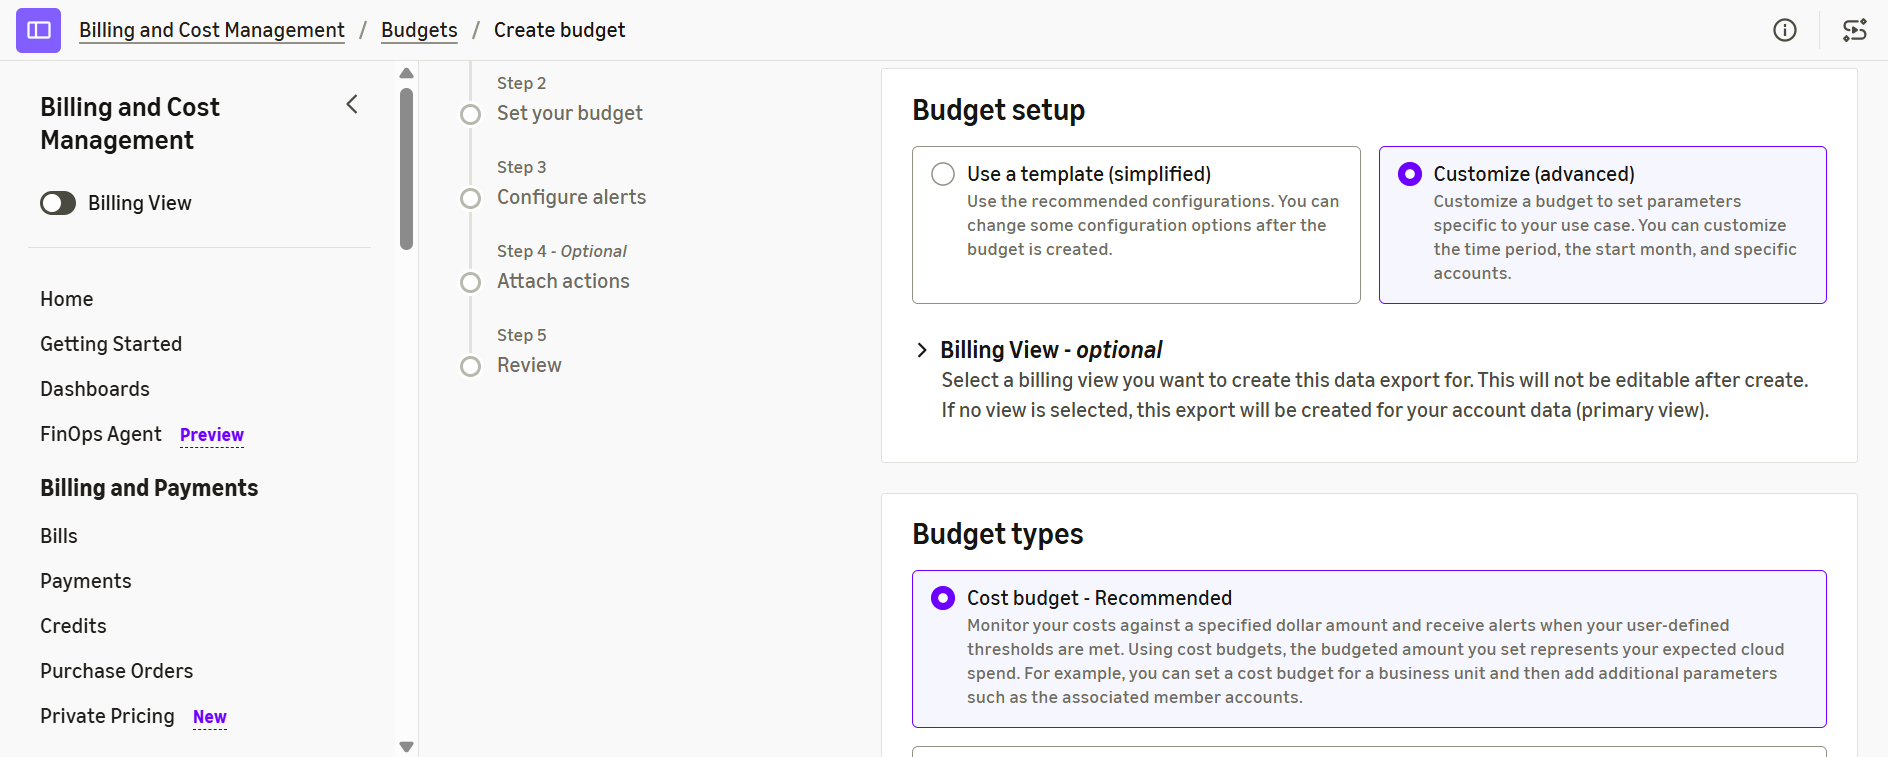 Billing and Cost Management / Budgets / Create budget
Billing and Cost
Management
Billing View
Home
Getting Started
Dashboards
FinOps Agent Preview
Billing and Payments
Bills
Payments
Credits
Purchase Orders
Private Pricing New
Step 2
Set your budget
Step 3
Configure alerts
Step 4 - Optional
Attach actions
Step 5
Review
Budget setup
Use a template (simplified)
Use the recommended configurations. You can
change some configuration options after the
budget is created.
Customize (advanced)
Customize a budget to set parameters
specific to your use case. You can customize
the time period, the start month, and specific
accounts.
Billing View - optional
Select a billing view you want to create this data export for. This will not be editable after create.
If no view is selected, this export will be created for your account data (primary view).
Budget types
Cost budget - Recommended
Monitor your costs against a specified dollar amount and receive alerts when your user-defined
thresholds are met. Using cost budgets, the budgeted amount you set represents your expected cloud
spend. For example, you can set a cost budget for a business unit and then add additional parameters
such as the associated member accounts.